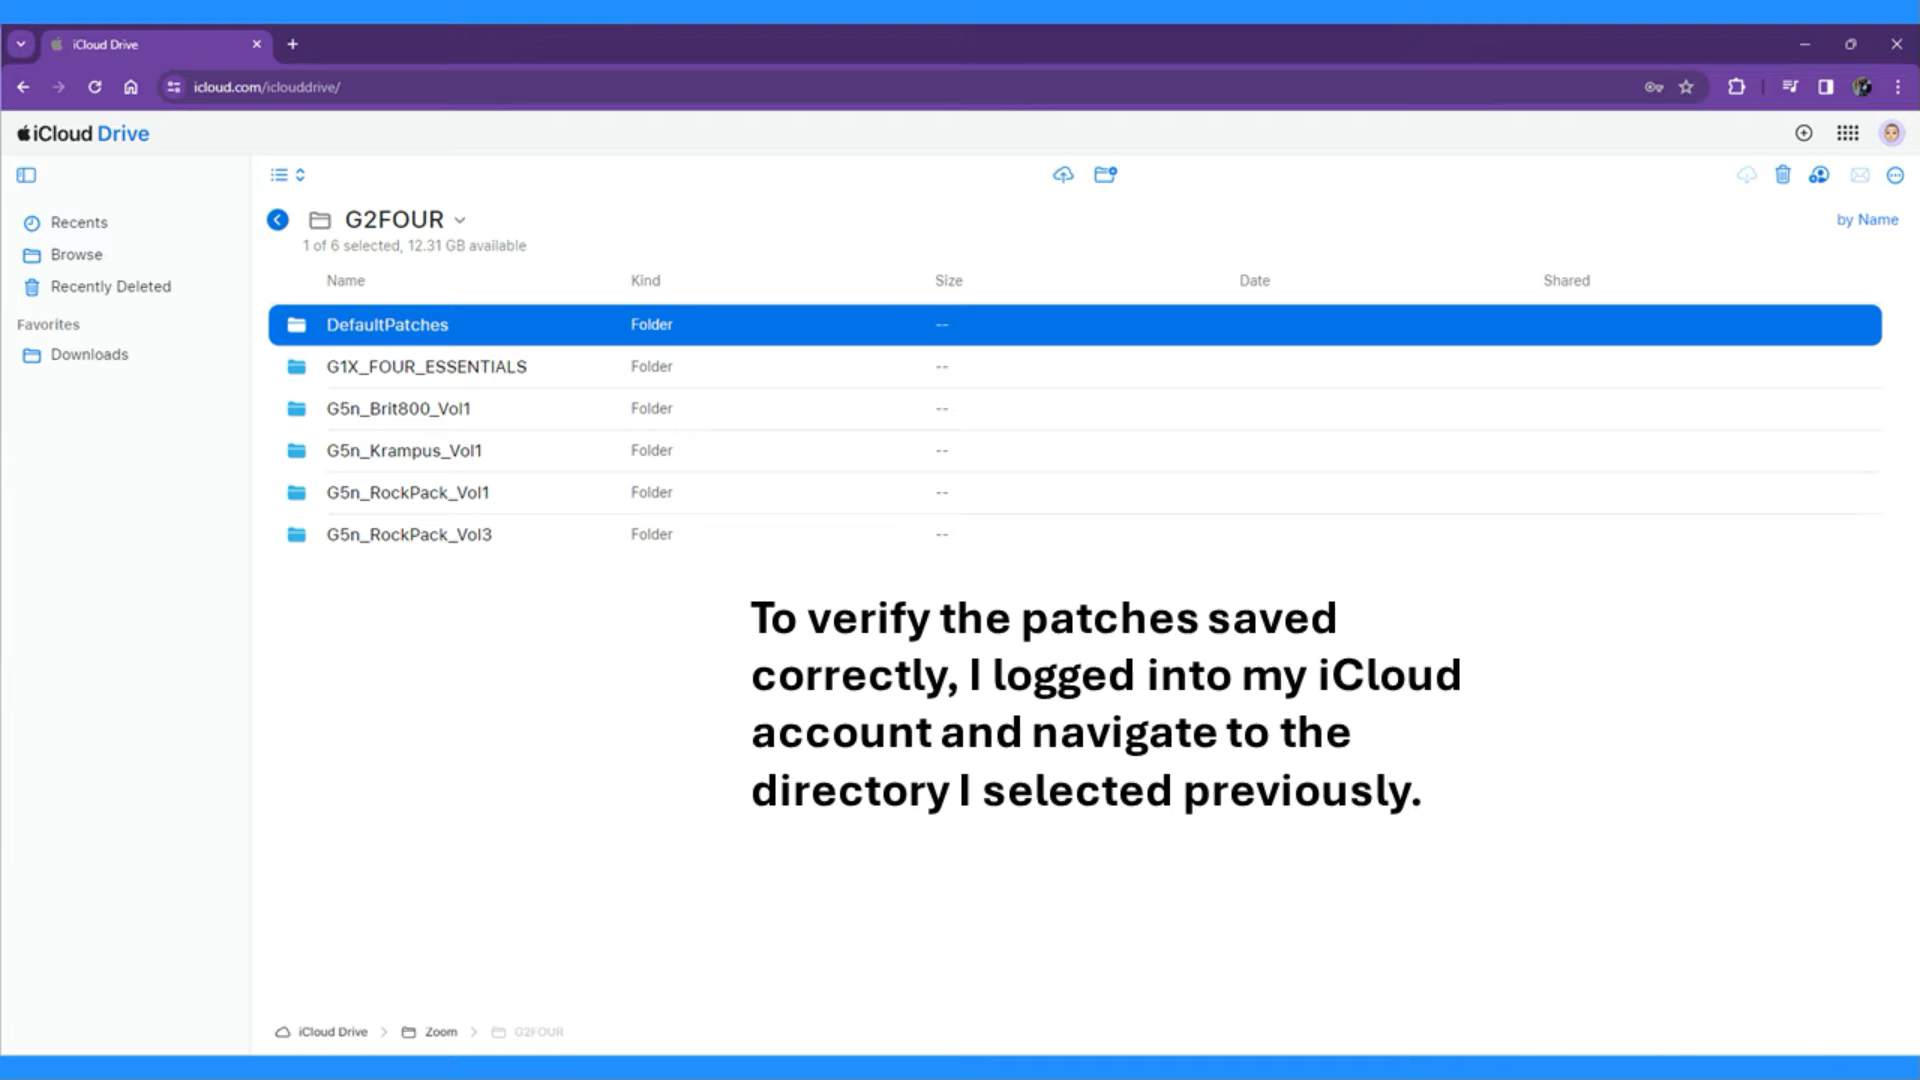 iCloud Drive
icloud.com/iclouddrive/
iCloud Drive
Recents
Browse
Recently Deleted
Favorites
Downloads
G2FOUR
1 of 6 selected, 12.31 GB available
by Name
Name Kind Size Date Shared
DefaultPatches Folder --
G1X_FOUR_ESSENTIALS Folder --
G5n_Brit800_Vol1 Folder --
G5n_Krampus_Vol1 Folder --
G5n_RockPack_Vol1 Folder --
G5n_RockPack_Vol3 Folder --
To verify the patches saved
correctly, I logged into my iCloud
account and navigate to the
directory I selected previously.
iCloud Drive Zoom G2FOUR